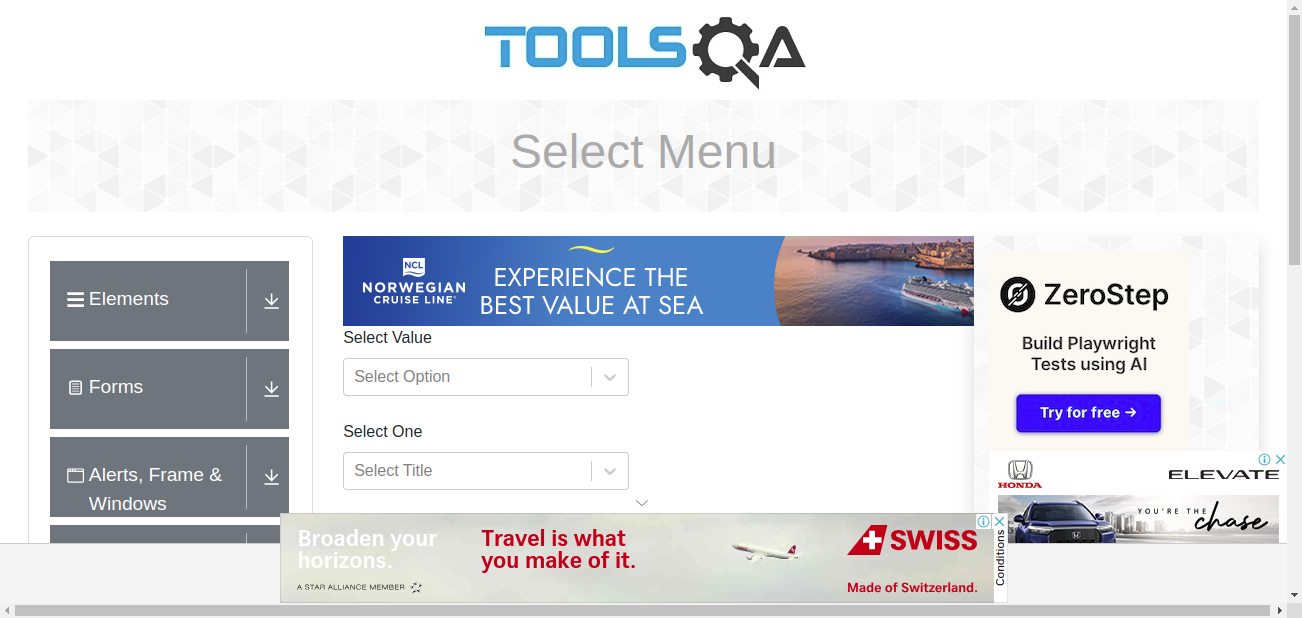 TOOLSQA
Select Menu
Elements
Forms
Alerts, Frame &
Windows
NCL
NORWEGIAN
CRUISE LINE
EXPERIENCE THE
BEST VALUE AT SEA
Select Value
Select Option
Select One
Select Title
ZeroStep
Build Playwright
Tests using AI
Try for free →
HONDA
ELEVATE
YOU'RE THE
chase
Broaden your
horizons.
A STAR ALLIANCE MEMBER
Travel is what
you make of it.
SWISS
Made of Switzerland.
Conditions